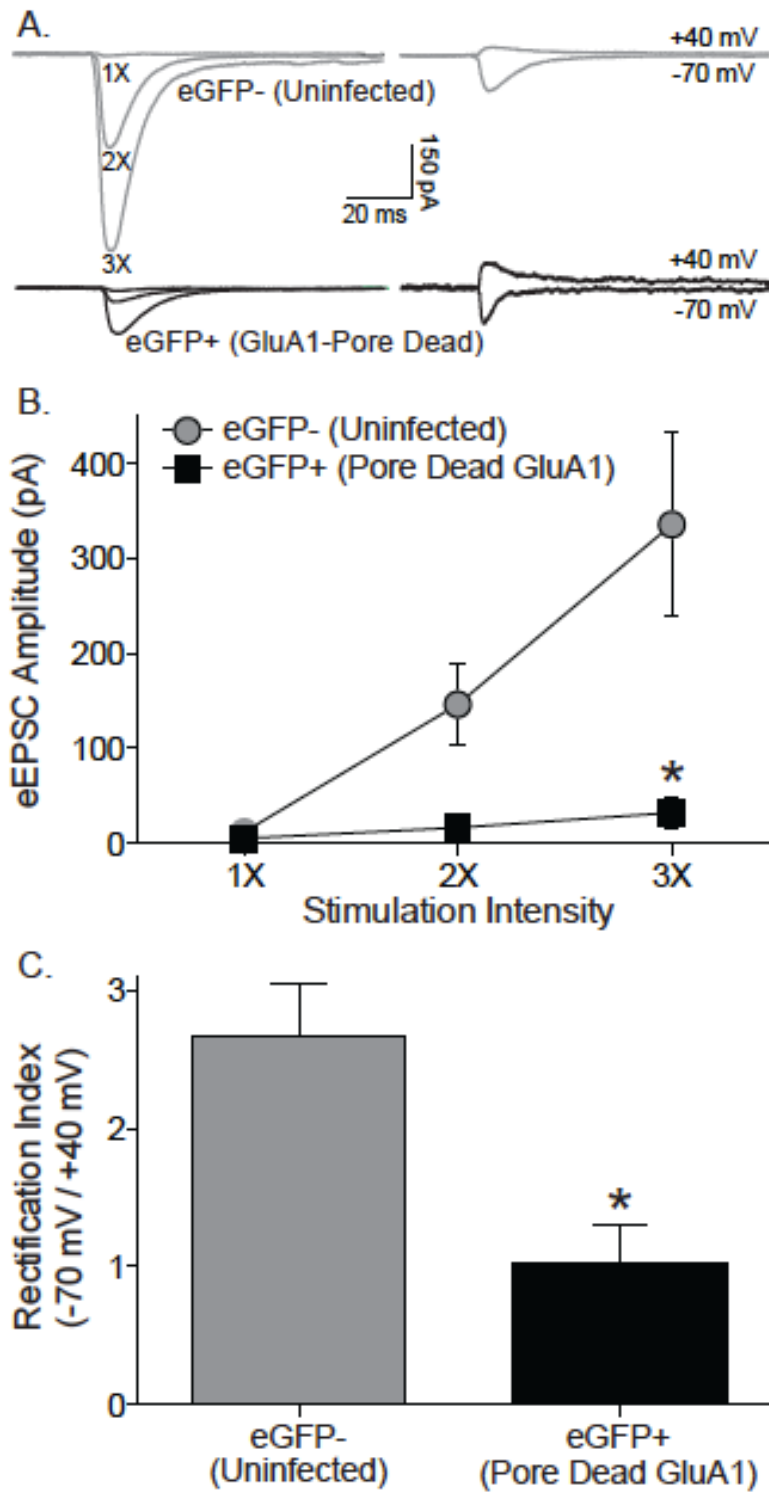 A.
1X
eGFP- (Uninfected)
2X
3X
+40 mV
-70 mV
150 pA
20 ms
+40 mV
-70 mV
eGFP+ (GluA1-Pore Dead)
B.
eGFP- (Uninfected)
eGFP+ (Pore Dead GluA1)
eEPSC Amplitude (pA)
400
300
200
100
0
*
1X 2X 3X
Stimulation Intensity
C.
Rectification Index
(-70 mV / +40 mV)
3
2
1
0
*
eGFP-
(Uninfected)
eGFP+
(Pore Dead GluA1)